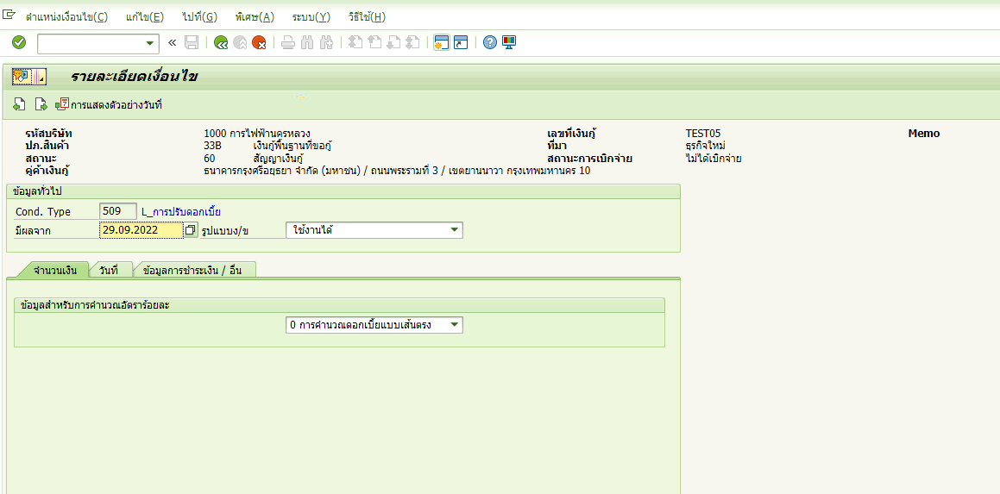 ตำแหน่งเงื่อนไข(C) แก้ไข(E) ไปที่(G) พิเศษ(A) ระบบ(Y) วิธีใช้(H)
รายละเอียดเงื่อนไข
การแสดงตัวอย่างวันที่
รหัสบริษัท 1000 การไฟฟ้านครหลวง เลขที่เงินกู้ TEST05 Memo
ปภ.สินค้า 33B เงินกู้พื้นฐานที่ขอกู้ ที่มา ธุรกิจใหม่
สถานะ 60 สัญญาเงินกู้ สถานะการเบิกจ่าย ไม่ได้เบิกจ่าย
คู่ค้าเงินกู้ ธนาคารกรุงศรีอยุธยา จำกัด (มหาชน) / ถนนพระรามที่ 3 / เขตยานนาวา กรุงเทพมหานคร 10
ข้อมูลทั่วไป
Cond. Type 509 L_การปรับดอกเบี้ย
มีผลจาก 29.09.2022 รูปแบบง/ข ใช้งานได้
จำนวนเงิน วันที่ ข้อมูลการชำระเงิน / อื่น
ข้อมูลสำหรับการคำนวณอัตราร้อยละ
0 การคำนวณดอกเบี้ยแบบเส้นตรง